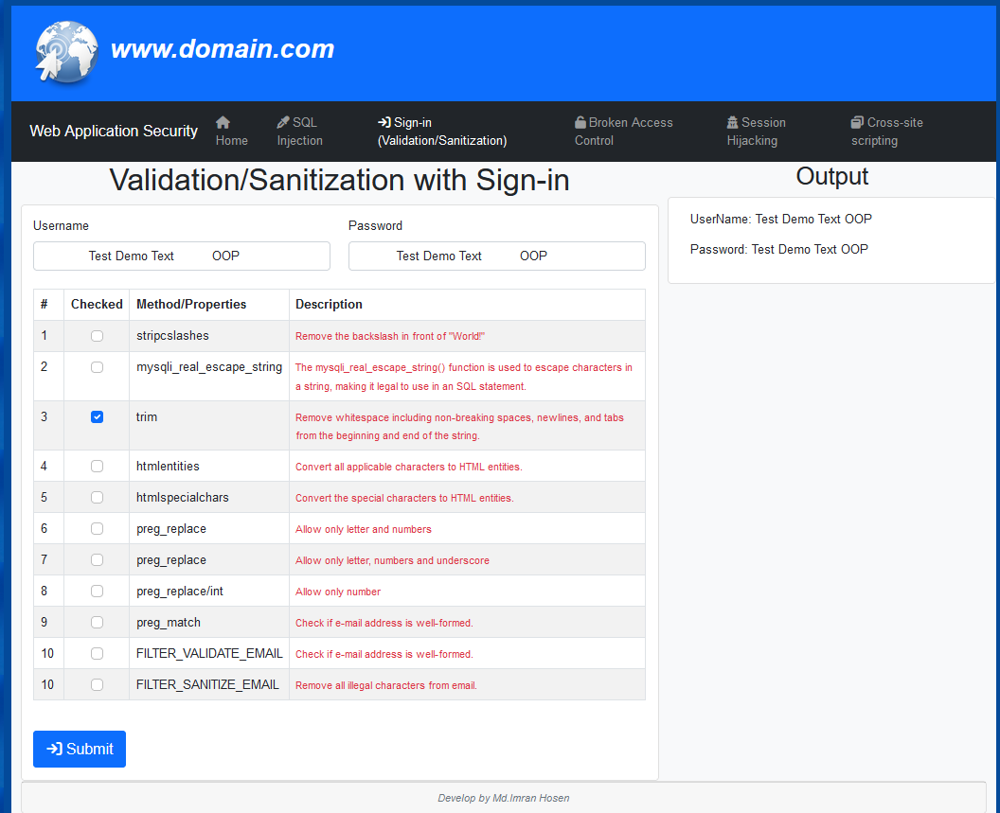 www.domain.com
Web Application Security
Home
SQL
Injection
Sign-in
(Validation/Sanitization)
Broken Access
Control
Session
Hijacking
Cross-site
scripting
Validation/Sanitization with Sign-in
Username
Password
Test Demo Text OOP
Test Demo Text OOP
# Checked Method/Properties Description
1 stripcslashes Remove the backslash in front of "World!"
2 mysqli_real_escape_string The mysqli_real_escape_string() function is used to escape characters in
a string, making it legal to use in an SQL statement.
3 trim Remove whitespace including non-breaking spaces, newlines, and tabs
from the beginning and end of the string.
4 htmlentities Convert all applicable characters to HTML entities.
5 htmlspecialchars Convert the special characters to HTML entities.
6 preg_replace Allow only letter and numbers
7 preg_replace Allow only letter, numbers and underscore
8 preg_replace/int Allow only number
9 preg_match Check if e-mail address is well-formed.
10 FILTER_VALIDATE_EMAIL Check if e-mail address is well-formed.
10 FILTER_SANITIZE_EMAIL Remove all illegal characters from email.
Submit
Output
UserName: Test Demo Text OOP
Password: Test Demo Text OOP
Develop by Md.Imran Hosen